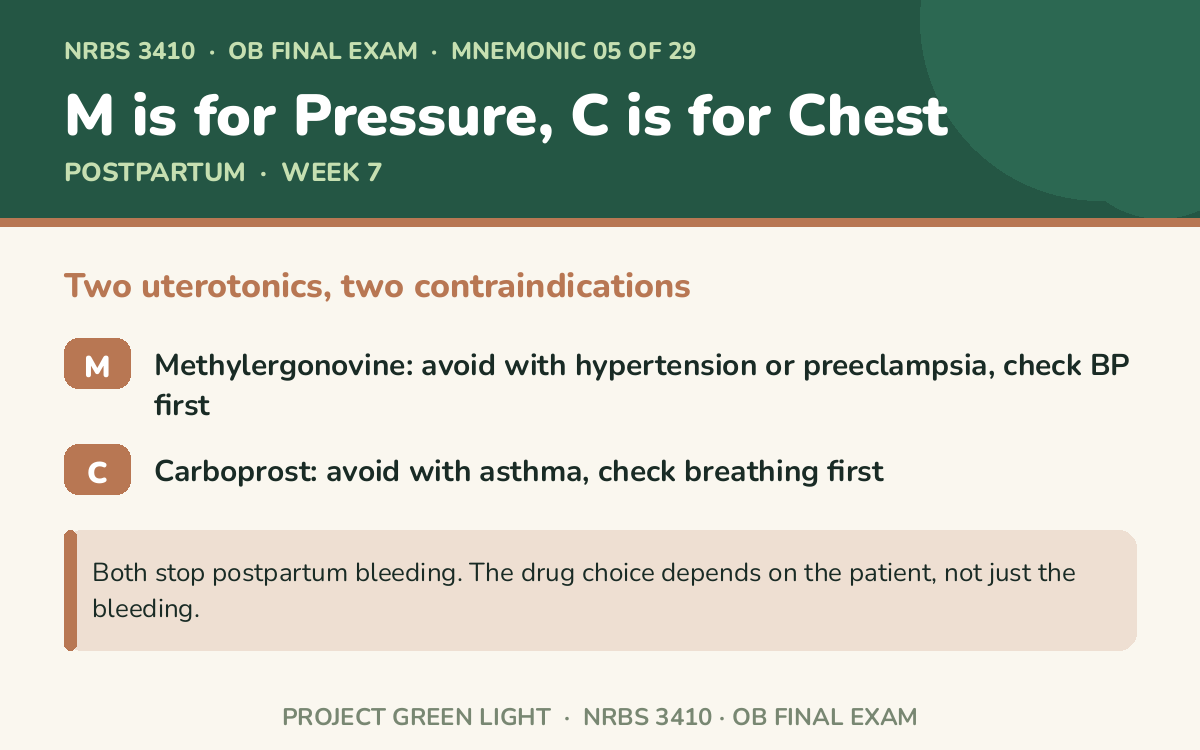 NRBS 3410 · OB FINAL EXAM · MNEMONIC 05 OF 29
M is for Pressure, C is for Chest
POSTPARTUM · WEEK 7
Two uterotonics, two contraindications
M Methylergonovine: avoid with hypertension or preeclampsia, check BP
first
C Carboprost: avoid with asthma, check breathing first
Both stop postpartum bleeding. The drug choice depends on the patient, not just the
bleeding.
PROJECT GREEN LIGHT · NRBS 3410 · OB FINAL EXAM